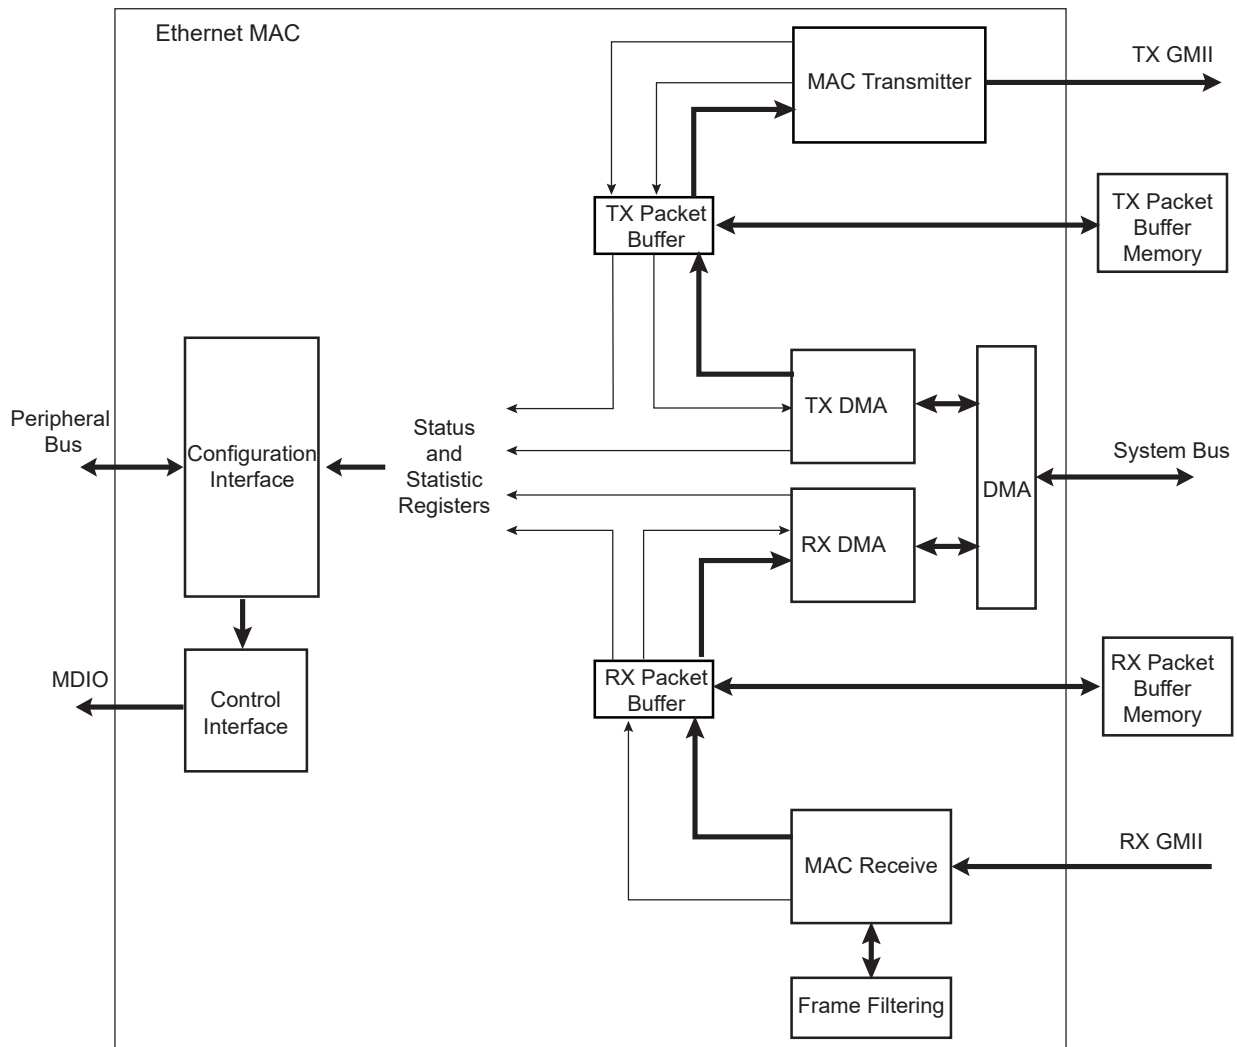 Ethernet MAC
MAC Transmitter
TX GMII
TX Packet
Buffer
TX Packet
Buffer
Memory
Peripheral
Bus
Configuration
Interface
Status
and
Statistic
Registers
TX DMA
RX DMA
DMA
System Bus
MDIO
Control
Interface
RX Packet
Buffer
RX Packet
Buffer
Memory
MAC Receive
RX GMII
Frame Filtering